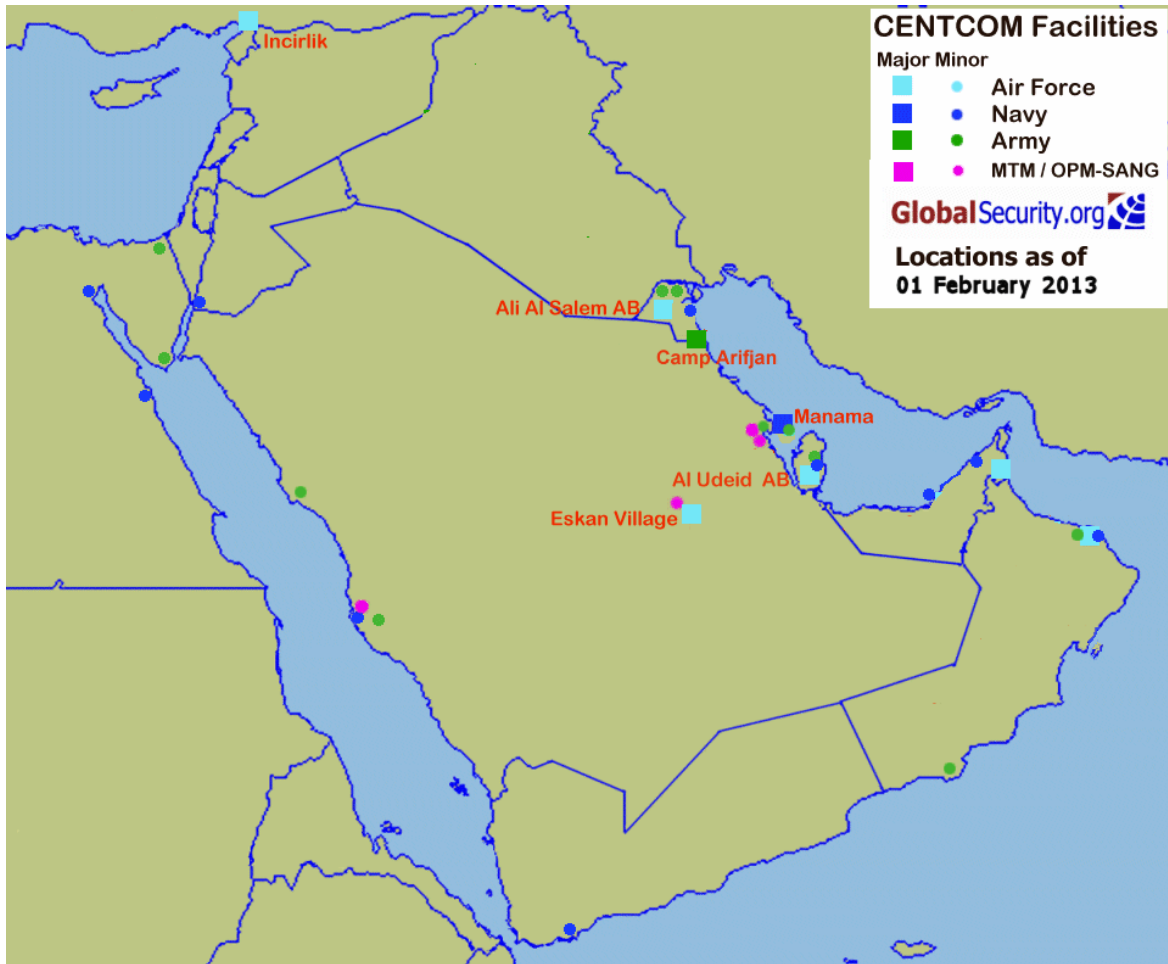 CENTCOM Facilities
Major Minor
Air Force
Navy
Army
MTM / OPM-SANG
GlobalSecurity.org
Locations as of
01 February 2013
Incirlik
Ali Al Salem AB
Camp Arifjan
Manama
Al Udeid AB
Eskan Village